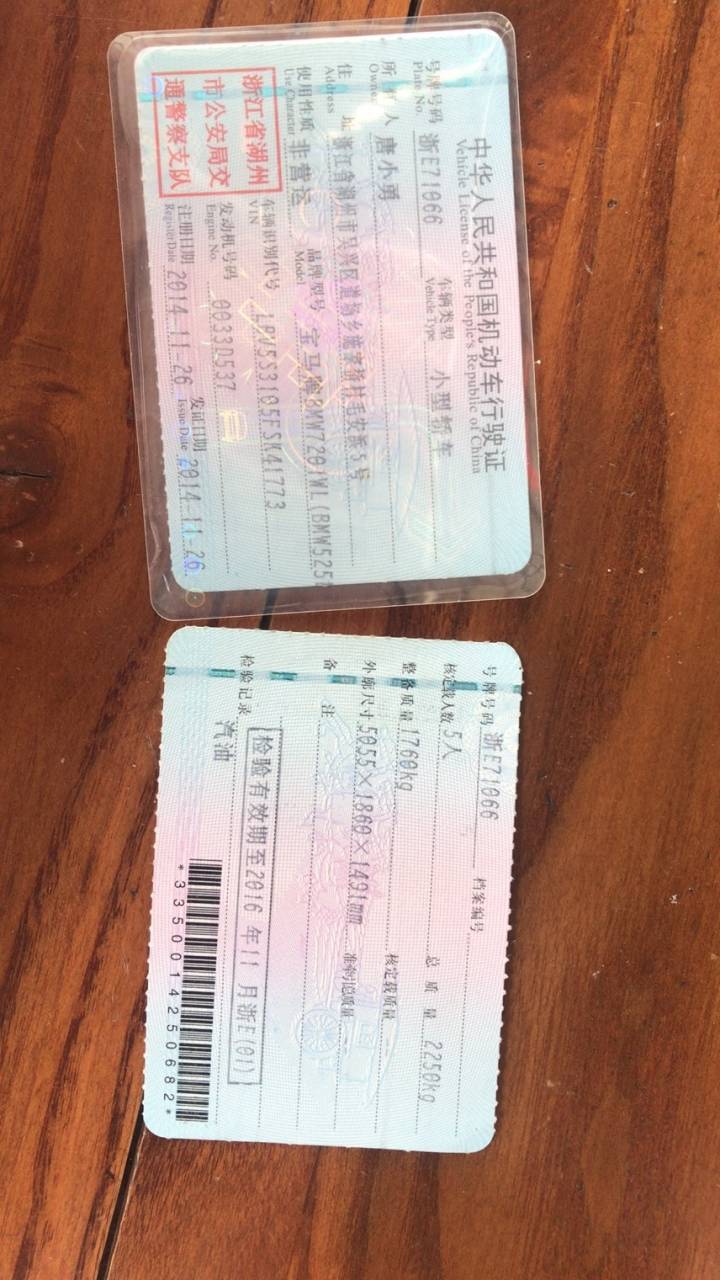 中华人民共和国机动车行驶证
Vehicle License of the People's Republic of China
号牌号码 浙E71066 车辆类型 小型轿车
Plate No. Vehicle Type
所 人 唐小勇
Owner
住 址 浙江省湖州市吴兴区道场乡施家桥村毛安
Address
使用性质 非营运 品牌型号 宝马牌BMW7201WL(BMW525
Use Character Model
浙江省湖州
市公安局交
通警察支队
车辆识别代号 LBV5S3105FSK41773
VIN
发动机号码 0033D537
Engine No.
注册日期 2014-11-26 发证日期 2014-11-26
Register Date Issue Date
号牌号码 浙E71066 档案编号
核定载人数 5人 总质量 2250kg
整备质量 1760kg 核定载质量
外廓尺寸 5055×1860×1491mm 准牵引总质量
备 注
检验有效期至2016 年11 月浙E(01)
检验记录
汽油
*3350014250682*